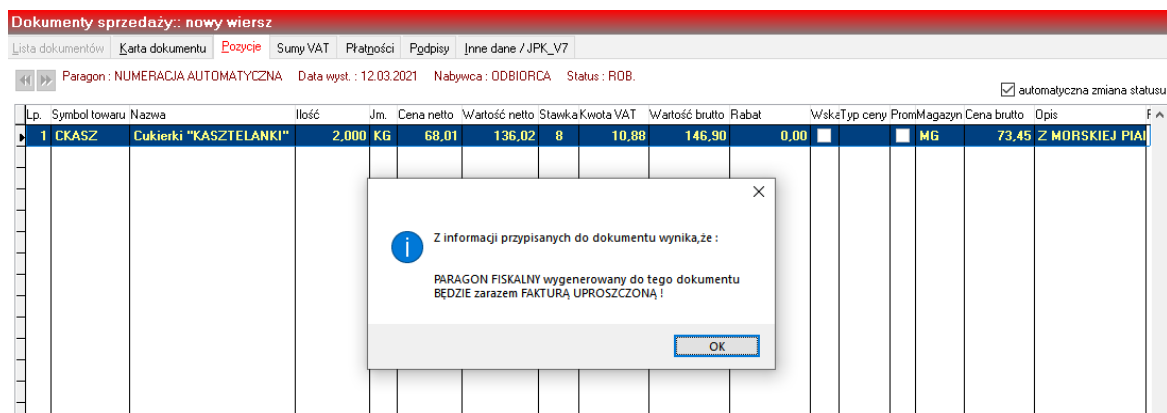 Dokumenty sprzedaży:: nowy wiersz
Lista dokumentów Karta dokumentu Pozycje Sumy VAT Płatności Podpisy Inne dane / JPK_V7
Paragon : NUMERACJA AUTOMATYCZNA Data wyst. : 12.03.2021 Nabywca : ODBIORCA Status : ROB.
automatyczna zmiana statusu
Lp. Symbol towaru Nazwa Ilość Jm. Cena netto Wartość netto Stawka Kwota VAT Wartość brutto Rabat Wska Typ ceny Prom Magazyn Cena brutto Opis
1 CKASZ Cukierki "KASZTELANKI" 2,000 KG 68,01 136,02 8 10,88 146,90 0,00 MG 73,45 Z MORSKIEJ PIAI
Z informacji przypisanych do dokumentu wynika,że :
PARAGON FISKALNY wygenerowany do tego dokumentu
BĘDZIE zarazem FAKTURĄ UPROSZCZONĄ !
OK